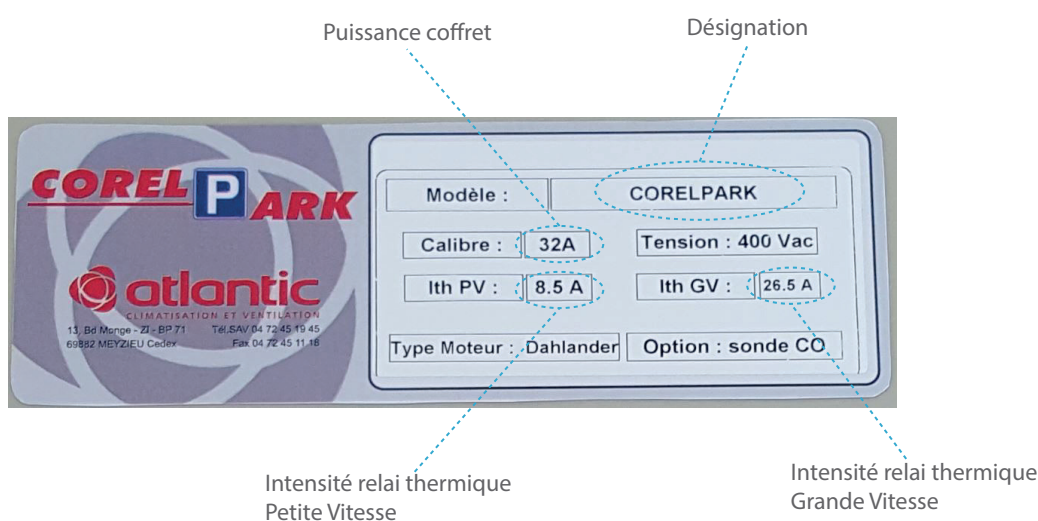 Puissance coffret
Désignation
COREL PARK
atlantic
CLIMATISATION ET VENTILATION
13, Bd Monge - ZI - BP 71 Tél.SAV 04 72 45 19 45
69882 MEYZIEU Cedex Fax 04 72 45 11 18
Modèle : CORELPARK
Calibre : 32A Tension : 400 Vac
Ith PV : 8.5 A Ith GV : 26.5 A
Type Moteur : Dahlander Option : sonde CO
Intensité relai thermique
Petite Vitesse
Intensité relai thermique
Grande Vitesse